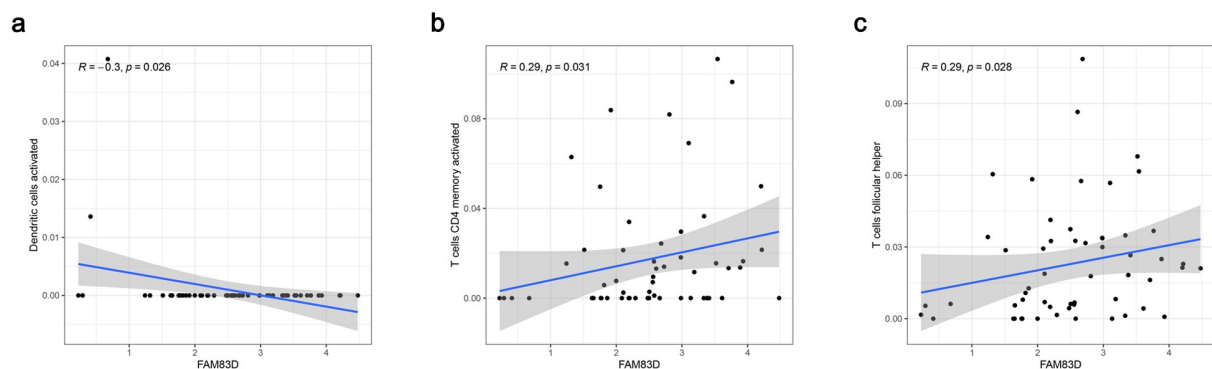 a
R = −0.3, p = 0.026
0.04
0.03
0.02
0.01
0.00
Dendritic cells activated
1 2 3 4
FAM83D
b
R = 0.29, p = 0.031
0.08
0.04
0.00
T cells CD4 memory activated
1 2 3 4
FAM83D
c
R = 0.29, p = 0.028
0.09
0.06
0.03
0.00
T cells follicular helper
1 2 3 4
FAM83D